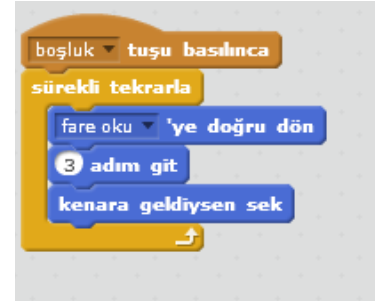 boşluk tuşu basılınca
sürekli tekrarla
fare oku 'ye doğru dön
3 adım git
kenara geldiysen sek